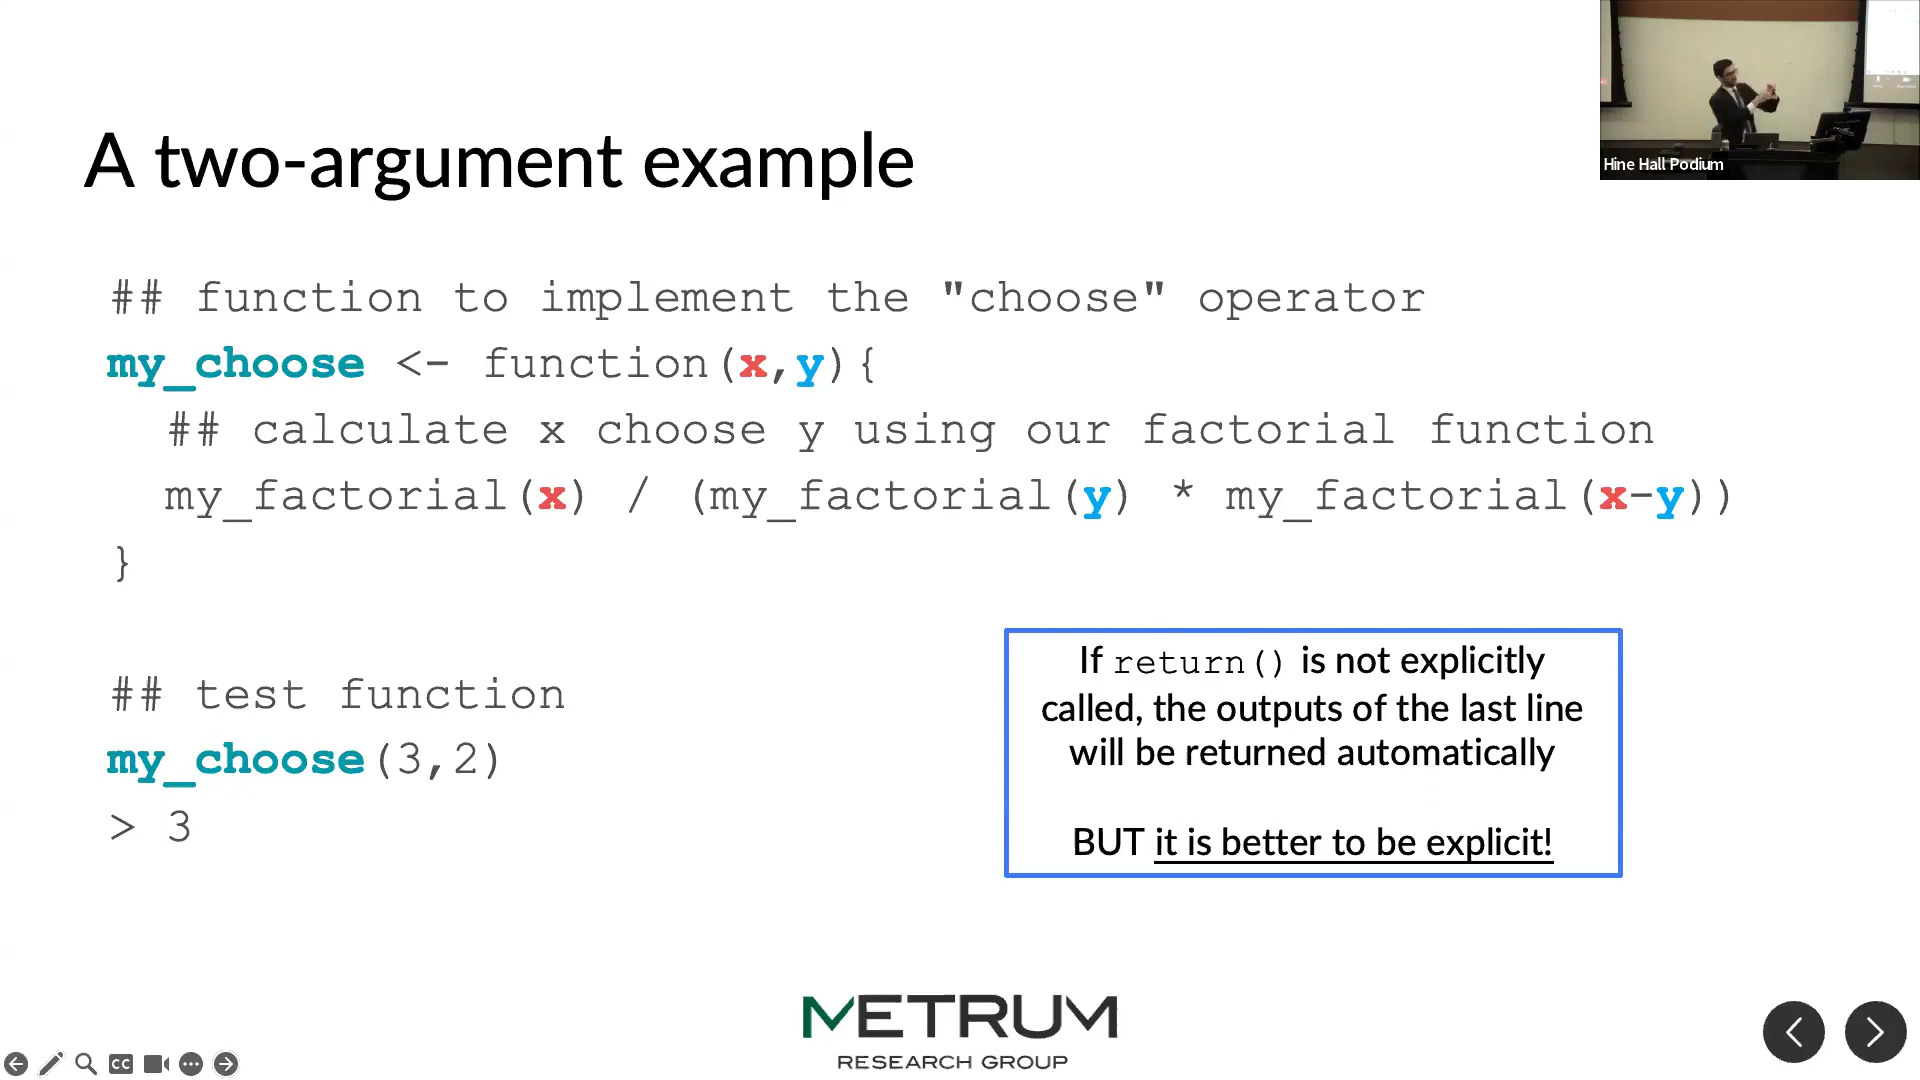 A two-argument example
## function to implement the "choose" operator
my_choose <- function(x,y){
## calculate x choose y using our factorial function
my_factorial(x) / (my_factorial(y) * my_factorial(x-y))
}
## test function
my_choose(3,2)
> 3
If return() is not explicitly
called, the outputs of the last line
will be returned automatically
BUT it is better to be explicit!
Hine Hall Podium
METRUM
RESEARCH GROUP
CC